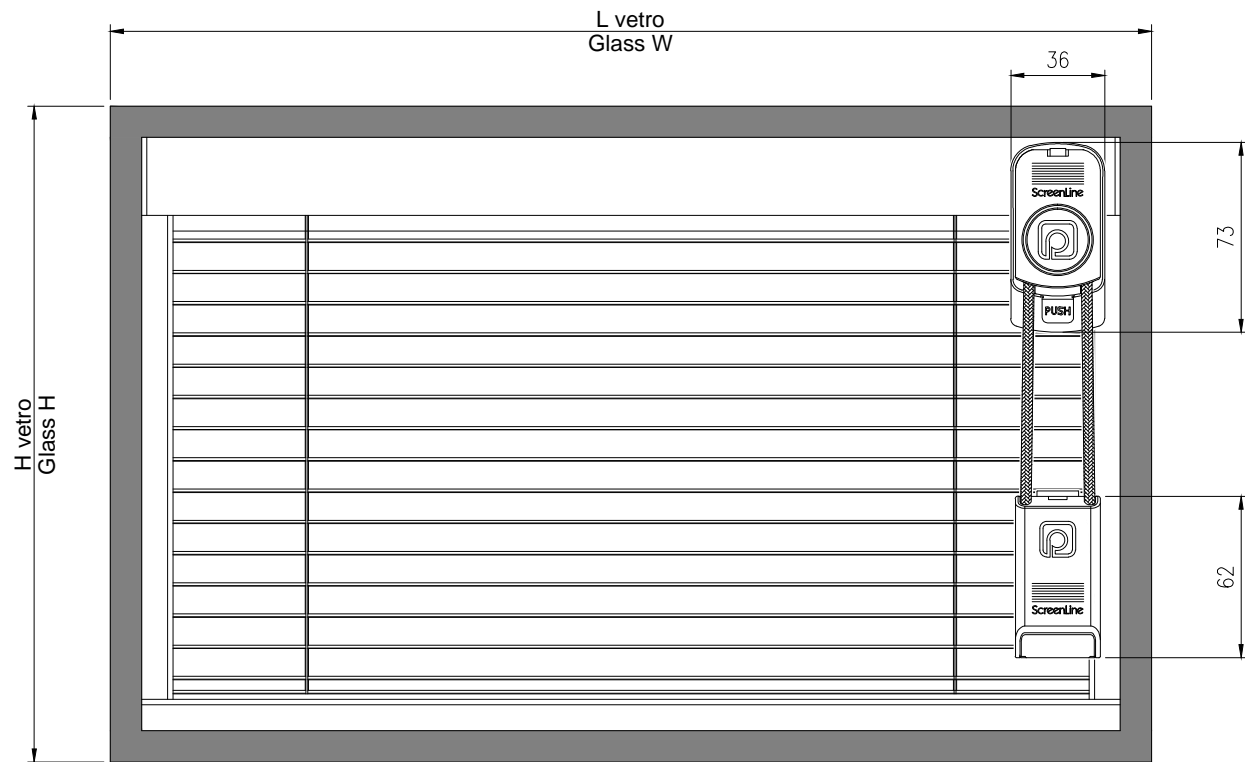 L vetro
Glass W
36
ScreenLine
73
PUSH
H vetro
Glass H
62
ScreenLine